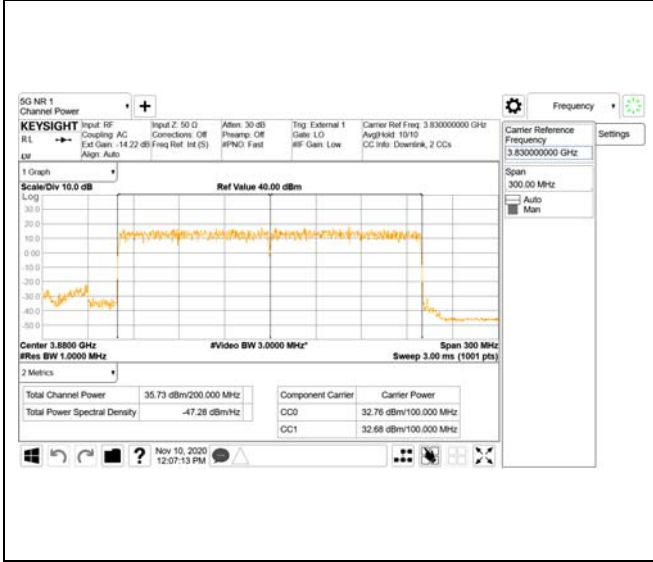 5G NR 1
Channel Power
Frequency
KEYSIGHT Input: RF
Coupling: AC
Ext Gain: -14.22 dB
Align: Auto
RL
LW
Input Z: 50 Ω
Corrections: Off
Freq Ref: Int (S)
Atten: 30 dB
Preamp: Off
#PNO: Fast
Trig: External 1
Gate: LO
#IF Gain: Low
Carrier Ref Freq: 3.830000000 GHz
Avg|Hold: 10/10
CC Info: Downlink, 2 CCs
Carrier Reference
Frequency
3.830000000 GHz
Settings
Span
300.00 MHz
Auto
Man
1 Graph
Scale/Div 10.0 dB
Ref Value 40.00 dBm
Log
30.0
20.0
10.0
0.00
-10.0
-20.0
-30.0
-40.0
-50.0
Center 3.8800 GHz
#Video BW 3.0000 MHz*
Span 300 MHz
#Res BW 1.0000 MHz
Sweep 3.00 ms (1001 pts)
2 Metrics
Total Channel Power 35.73 dBm/200.000 MHz
Total Power Spectral Density -47.28 dBm/Hz
Component Carrier Carrier Power
CC0 32.76 dBm/100.000 MHz
CC1 32.68 dBm/100.000 MHz
?
Nov 10, 2020
12:07:13 PM